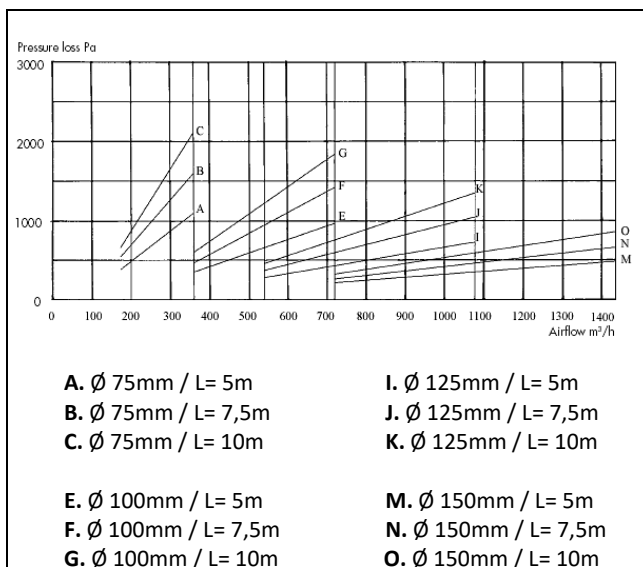 Pressure loss Pa
3000
2000
1000
0
C
B
A
G
F
E
K
J
I
O
N
M
0 100 200 300 400 500 600 700 800 900 1000 1100 1200 1400
Airflow m³/h
A. Ø 75mm / L= 5m
B. Ø 75mm / L= 7,5m
C. Ø 75mm / L= 10m
E. Ø 100mm / L= 5m
F. Ø 100mm / L= 7,5m
G. Ø 100mm / L= 10m
I. Ø 125mm / L= 5m
J. Ø 125mm / L= 7,5m
K. Ø 125mm / L= 10m
M. Ø 150mm / L= 5m
N. Ø 150mm / L= 7,5m
O. Ø 150mm / L= 10m